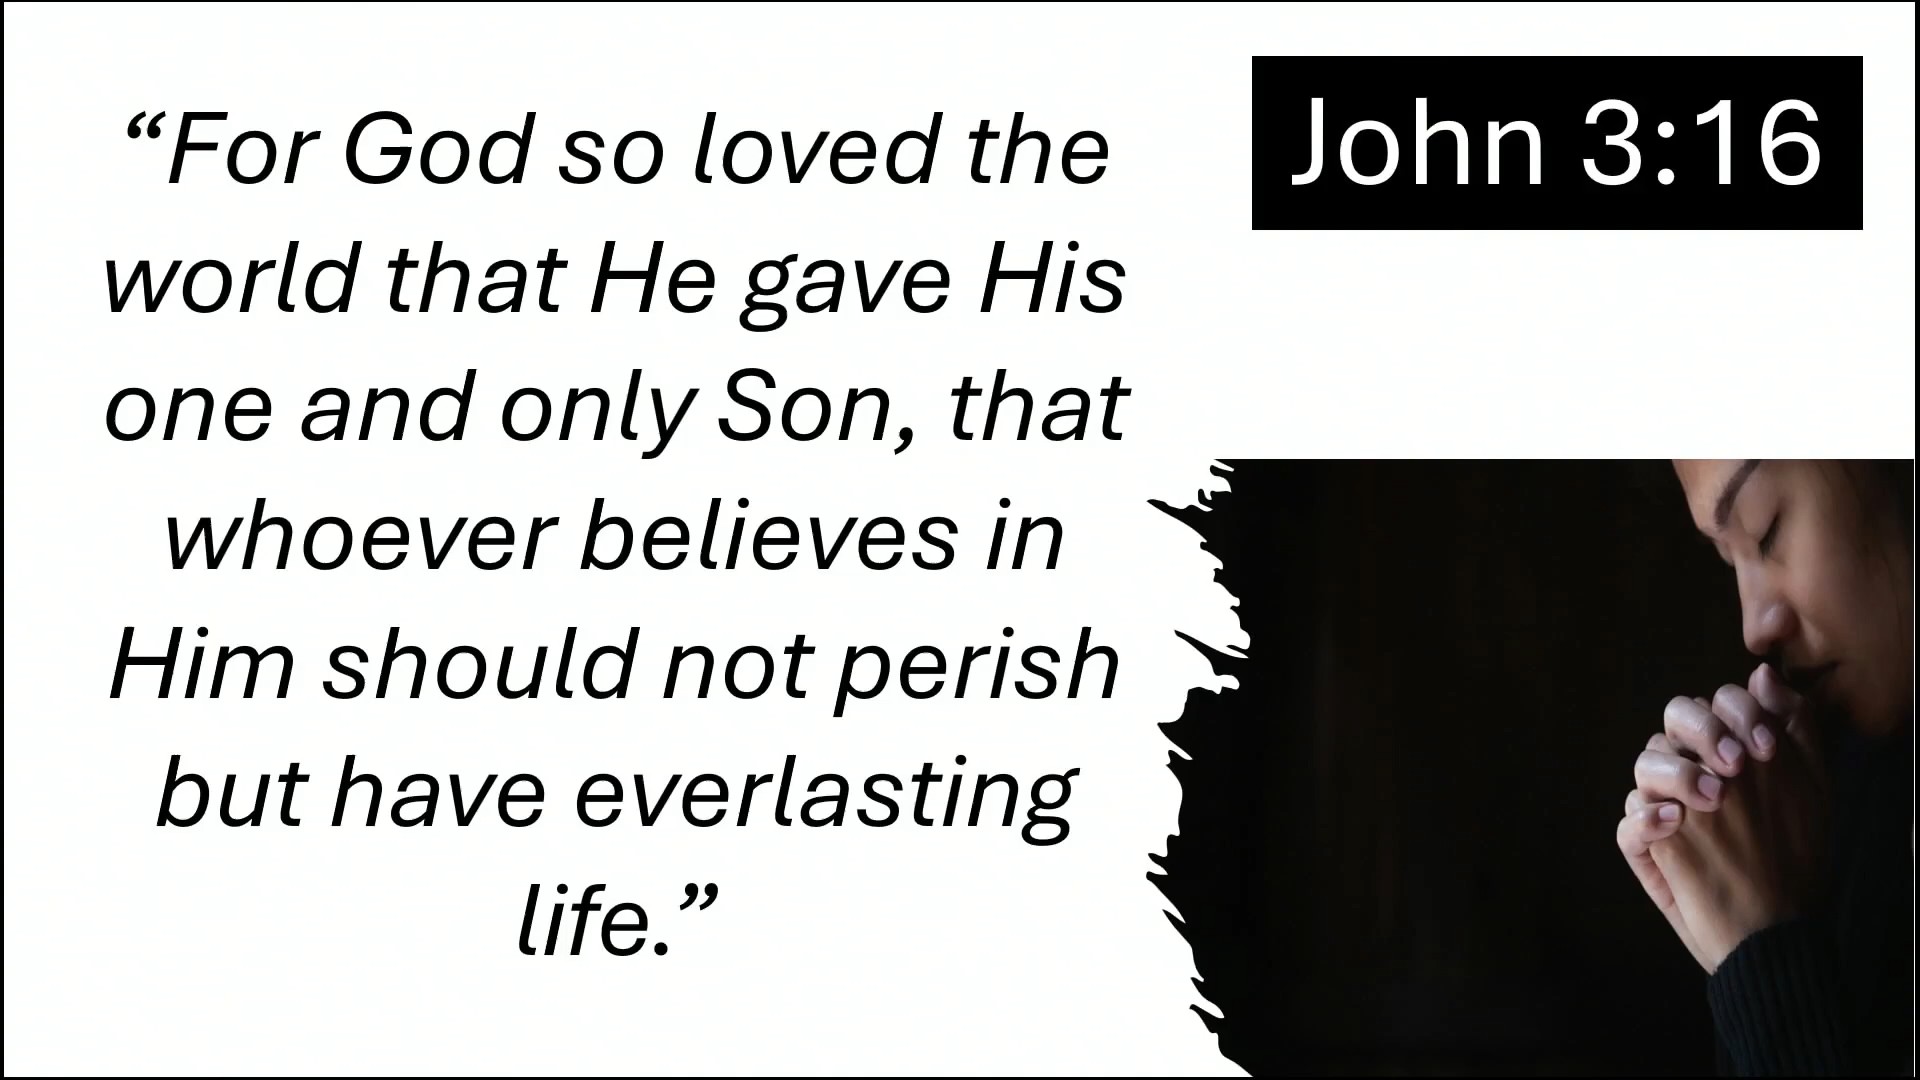 “For God so loved the
world that He gave His
one and only Son, that
whoever believes in
Him should not perish
but have everlasting
life.”
John 3:16